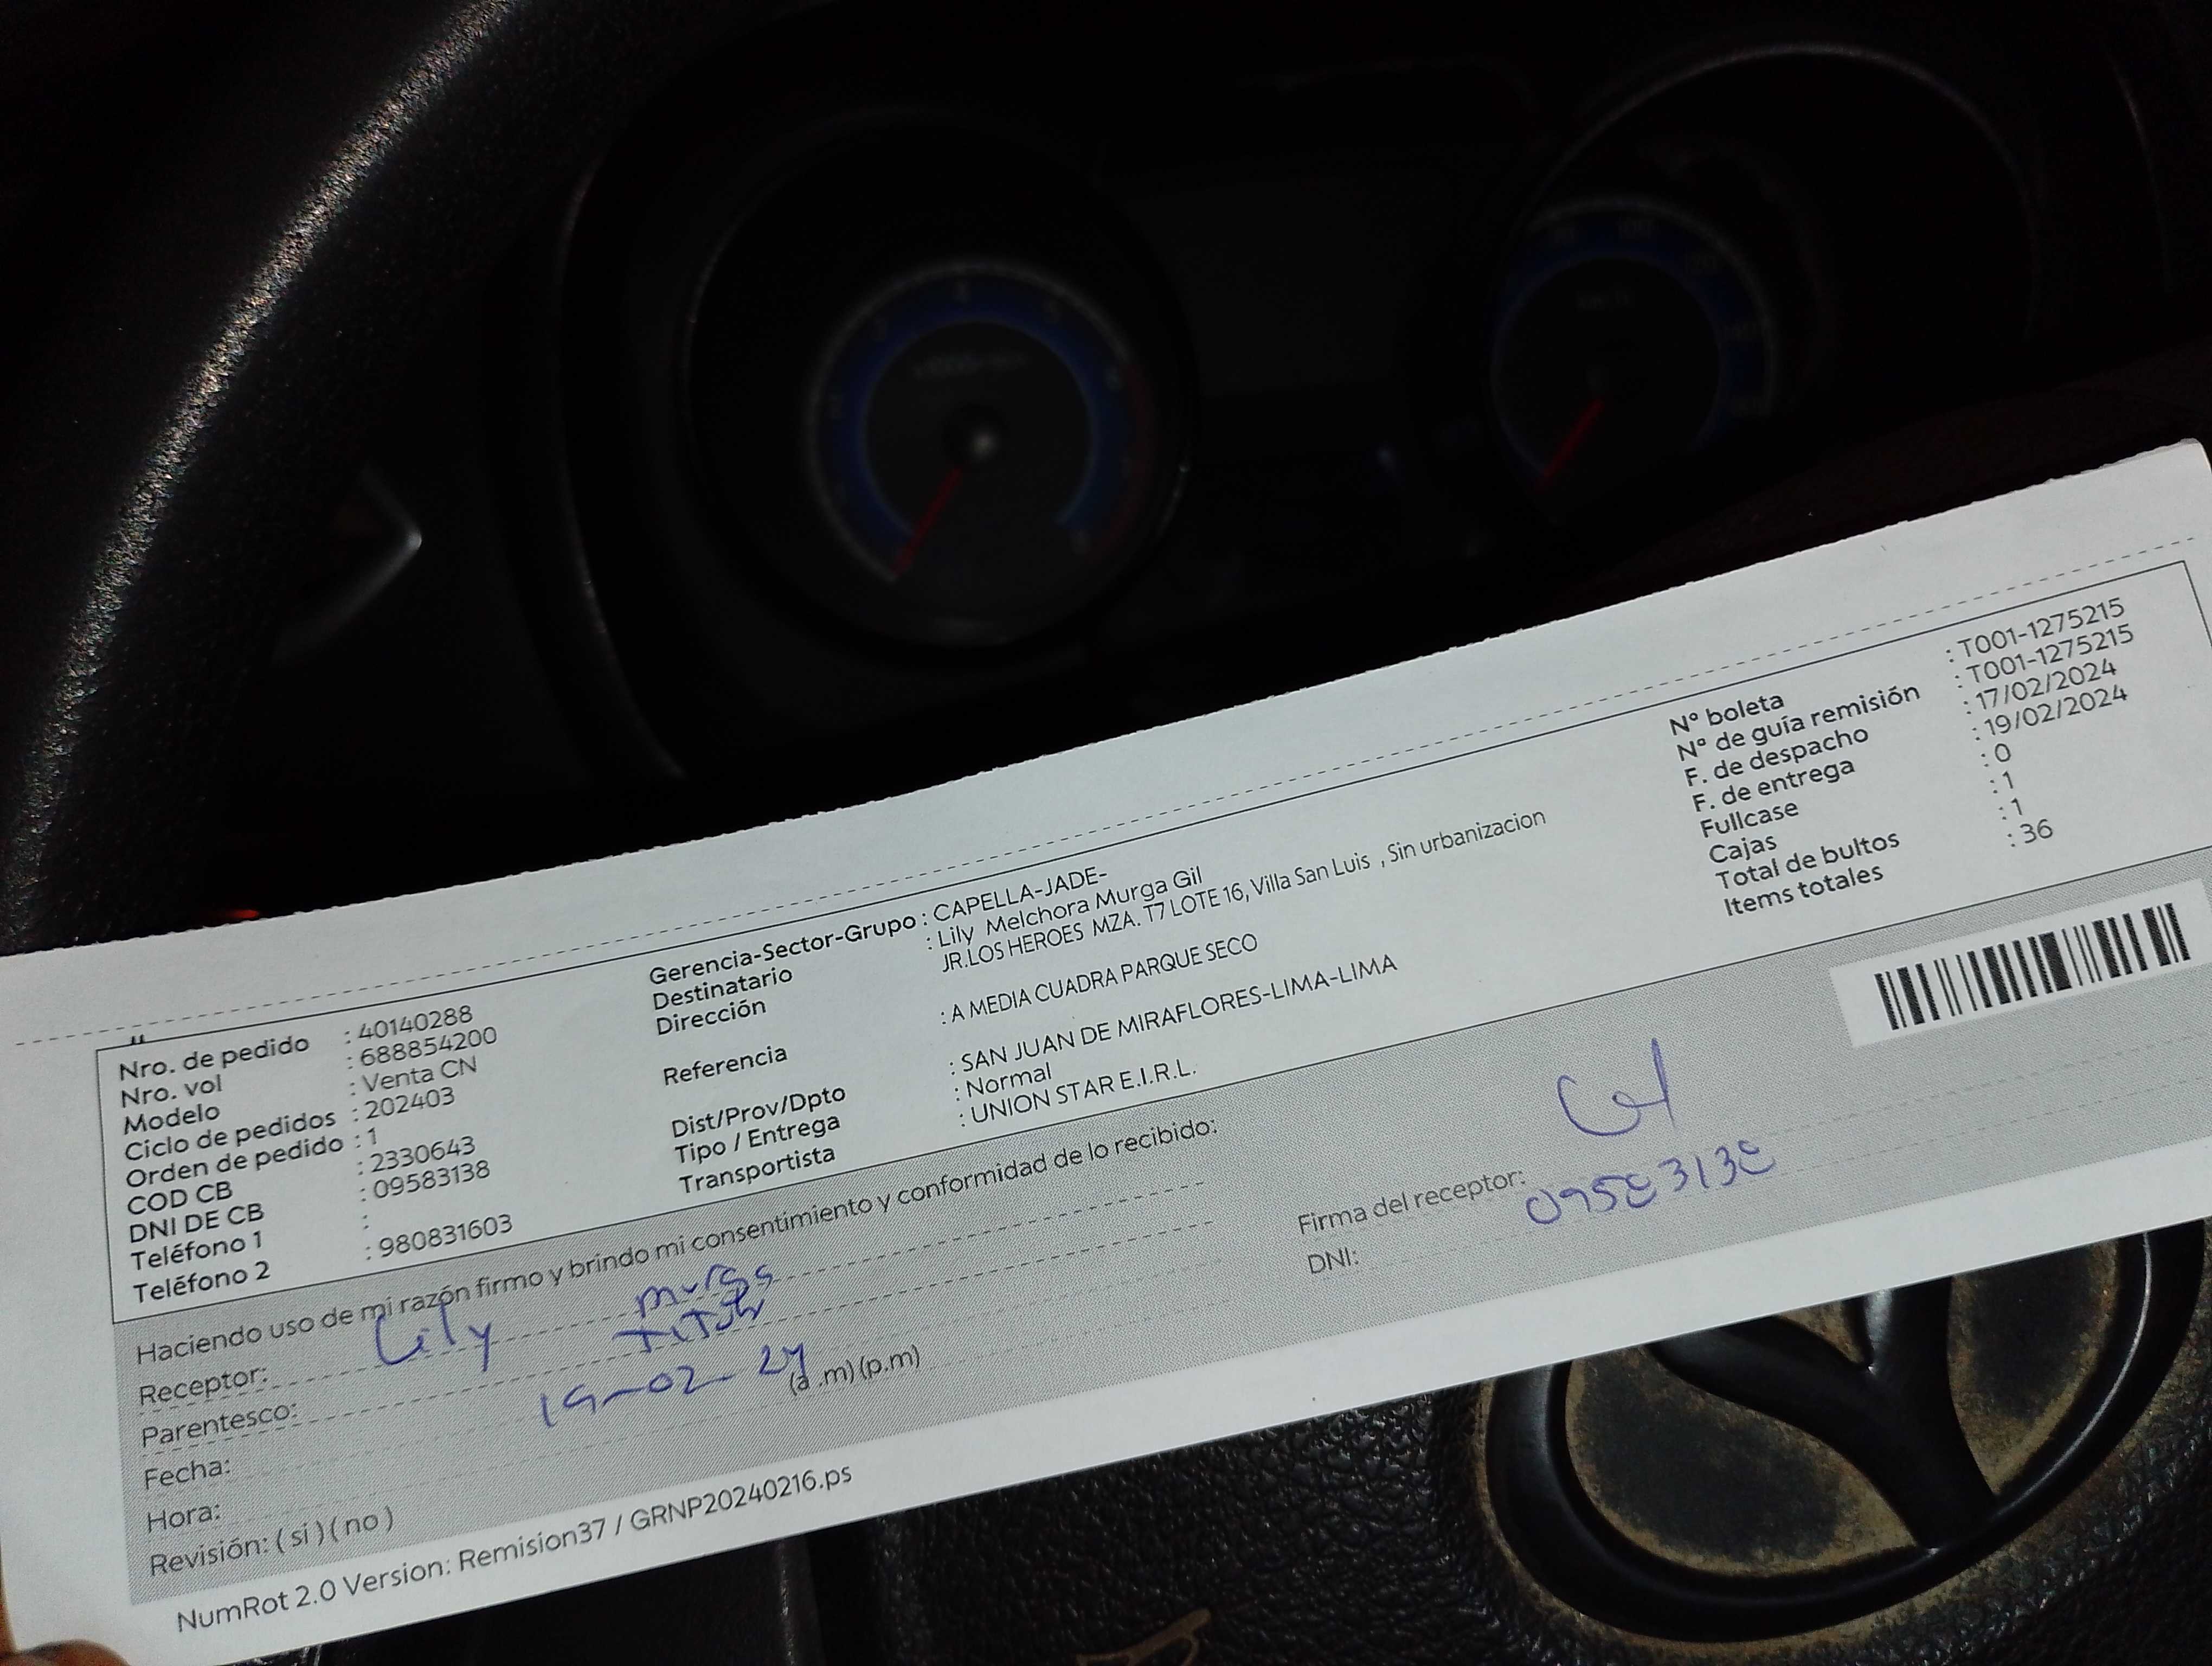 Nro. de pedido : 40140288
Nro. vol : 688854200
Modelo : Venta CN
Ciclo de pedidos : 202403
Orden de pedido : 1
COD CB : 2330643
DNI DE CB : 09583138
Teléfono 1 :
Teléfono 2 : 980831603
Gerencia-Sector-Grupo : CAPELLA-JADE-
Destinatario : Lily Melchora Murga Gil
Dirección JR.LOS HEROES MZA. T7 LOTE 16, Villa San Luis , Sin urbanizacion
Referencia : A MEDIA CUADRA PARQUE SECO
Dist/Prov/Dpto : SAN JUAN DE MIRAFLORES-LIMA-LIMA
Tipo / Entrega : Normal
Transportista : UNION STAR E.I.R.L.
N° boleta : T001-1275215
N° de guía remisión : T001-1275215
F. de despacho : 17/02/2024
F. de entrega : 19/02/2024
Fullcase : 0
Cajas : 1
Total de bultos : 1
Items totales : 36
Haciendo uso de mi razón firmo y brindo mi consentimiento y conformidad de lo recibido:
Receptor: Lily Murga
Parentesco: Titular
Fecha: 19-02-24
Hora: (a .m) (p.m)
Revisión: ( si ) ( no )
Firma del receptor:
DNI: 09583138
NumRot 2.0 Version: Remision37 / GRNP20240216.ps